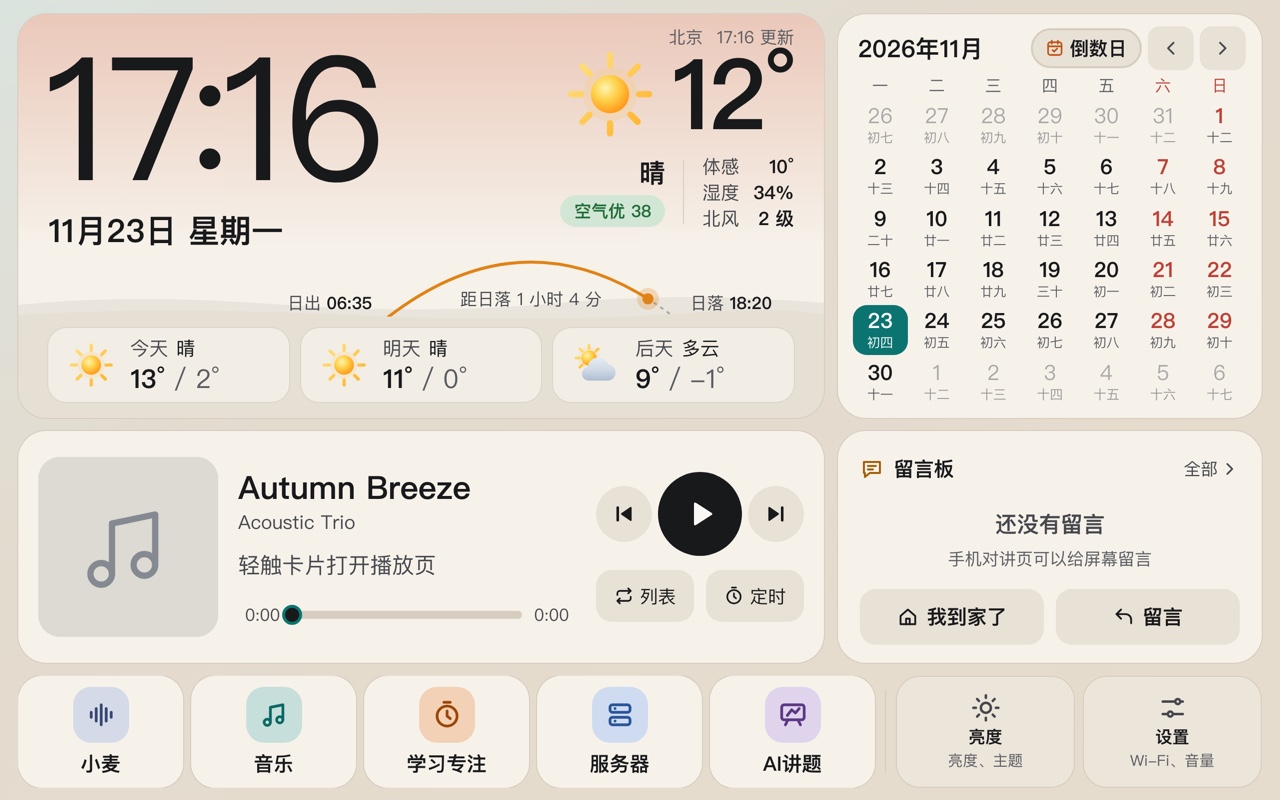 17:16
11月23日 星期一
北京 17:16 更新
12°
晴
空气优 38
体感 10°
湿度 34%
北风 2 级
日出 06:35
距日落 1 小时 4 分
日落 18:20
今天 晴
13° / 2°
明天 晴
11° / 0°
后天 多云
9° / –1°
2026年11月
倒数日
一 二 三 四 五 六 日
26 27 28 29 30 31 1
初七 初八 初九 初十 十一 十二 十二
2 3 4 5 6 7 8
十三 十四 十五 十六 十七 十八 十九
9 10 11 12 13 14 15
二十 廿一 廿二 廿三 廿四 廿五 廿六
16 17 18 19 20 21 22
廿七 廿八 廿九 三十 初一 初二 初三
23 24 25 26 27 28 29
初四 初五 初六 初七 初八 初九 初十
30 1 2 3 4 5 6
十一 十二 十三 十四 十五 十六 十七
Autumn Breeze
Acoustic Trio
轻触卡片打开播放页
0:00 0:00
列表
定时
留言板
全部
还没有留言
手机对讲页可以给屏幕留言
我到家了
留言
小麦
音乐
学习专注
服务器
AI讲题
亮度
亮度、主题
设置
Wi-Fi、音量